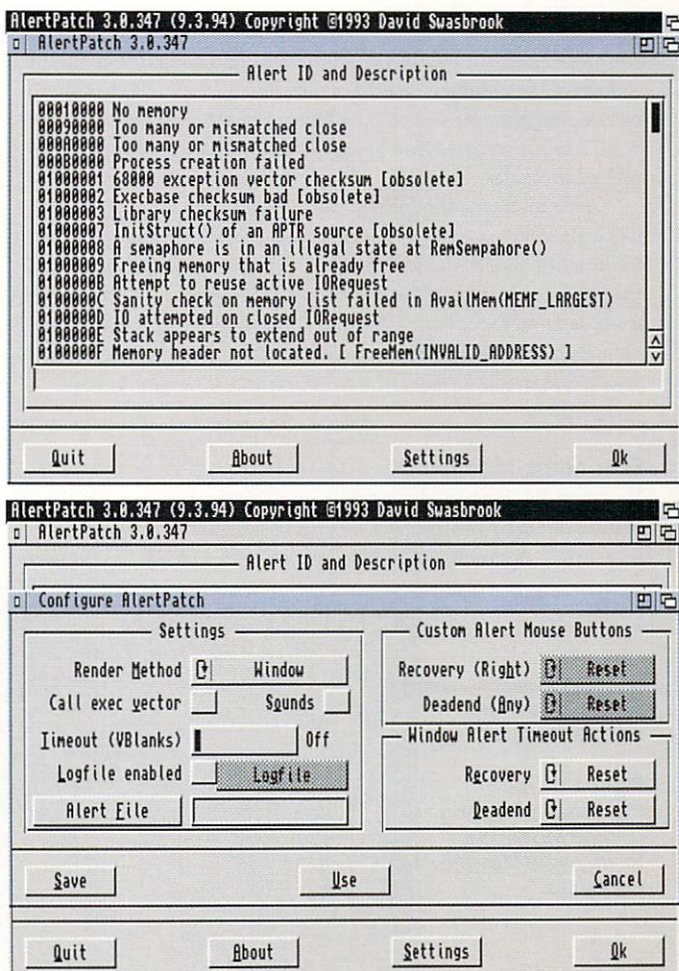 AlertPatch 3.0.347 (9.3.94) Copyright ©1993 David Swasbrook
AlertPatch 3.0.347
Alert ID and Description
00010000 No memory
00090000 Too many or mismatched close
000A0000 Too many or mismatched close
000B0000 Process creation failed
01000001 68000 exception vector checksum [obsolete]
01000002 Execbase checksum bad [obsolete]
01000003 Library checksum failure
01000007 InitStruct() of an APTR source [obsolete]
01000008 A semaphore is in an illegal state at RemSempahore()
01000009 Freeing memory that is already free
0100000B Attempt to reuse active IORequest
0100000C Sanity check on memory list failed in AvailMem(MEMF_LARGEST)
0100000D IO attempted on closed IORequest
0100000E Stack appears to extend out of range
0100000F Memory header not located. [ FreeMem(INVALID_ADDRESS) ]
Quit About Settings Ok
AlertPatch 3.0.347 (9.3.94) Copyright ©1993 David Swasbrook
AlertPatch 3.0.347
Alert ID and Description
Configure AlertPatch
Settings
Render Method Window
Call exec vector Sounds
Timeout (VBlanks) Off
Logfile enabled Logfile
Alert File
Custom Alert Mouse Buttons
Recovery (Right) Reset
Deadend (Any) Reset
Window Alert Timeout Actions
Recovery Reset
Deadend Reset
Save Use Cancel
Quit About Settings Ok